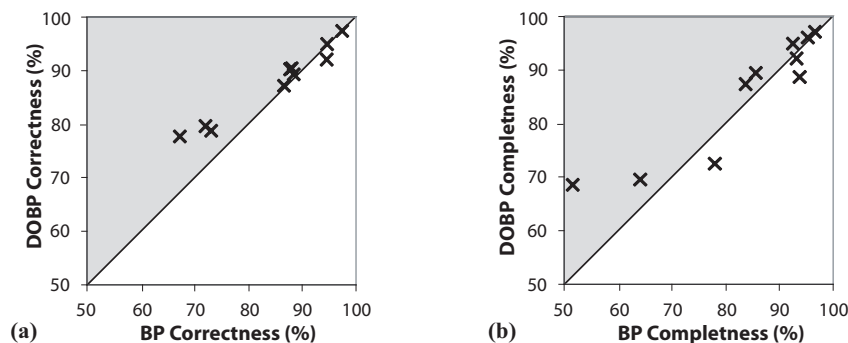 100
90
80
70
60
50
50 60 70 80 90 100
DOBP Correctness (%)
BP Correctness (%)
(a)
100
90
80
70
60
50
50 60 70 80 90 100
DOBP Completness (%)
BP Completness (%)
(b)